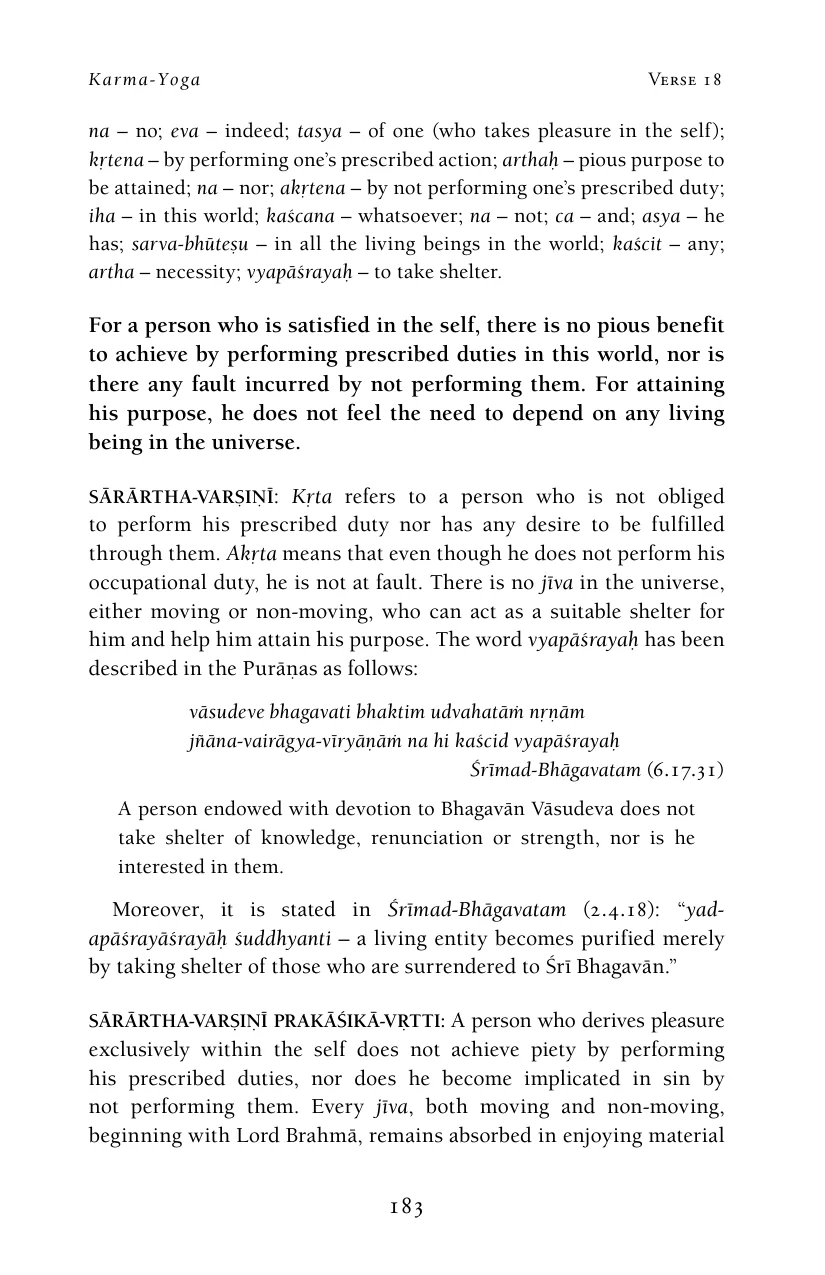 Karma-Yoga Verse 18
na – no; eva – indeed; tasya – of one (who takes pleasure in the self);
kṛtena – by performing one’s prescribed action; arthaḥ – pious purpose to
be attained; na – nor; akṛtena – by not performing one’s prescribed duty;
iha – in this world; kaścana – whatsoever; na – not; ca – and; asya – he
has; sarva-bhūteṣu – in all the living beings in the world; kaścit – any;
artha – necessity; vyapāśrayaḥ – to take shelter.
For a person who is satisfied in the self, there is no pious benefit
to achieve by performing prescribed duties in this world, nor is
there any fault incurred by not performing them. For attaining
his purpose, he does not feel the need to depend on any living
being in the universe.
SĀRĀRTHA-VARṢIṆĪ: Kṛta refers to a person who is not obliged
to perform his prescribed duty nor has any desire to be fulfilled
through them. Akṛta means that even though he does not perform his
occupational duty, he is not at fault. There is no jīva in the universe,
either moving or non-moving, who can act as a suitable shelter for
him and help him attain his purpose. The word vyapāśrayaḥ has been
described in the Purāṇas as follows:
vāsudeve bhagavati bhaktim udvahatāṁ nṛṇām
jñāna-vairāgya-vīryāṇāṁ na hi kaścid vyapāśrayaḥ
Śrīmad-Bhāgavatam (6.17.31)
A person endowed with devotion to Bhagavān Vāsudeva does not
take shelter of knowledge, renunciation or strength, nor is he
interested in them.
Moreover, it is stated in Śrīmad-Bhāgavatam (2.4.18): “yad-
apāśrayāśrayāḥ śuddhyanti – a living entity becomes purified merely
by taking shelter of those who are surrendered to Śrī Bhagavān.”
SĀRĀRTHA-VARṢIṆĪ PRAKĀŚIKĀ-VṚTTI: A person who derives pleasure
exclusively within the self does not achieve piety by performing
his prescribed duties, nor does he become implicated in sin by
not performing them. Every jīva, both moving and non-moving,
beginning with Lord Brahmā, remains absorbed in enjoying material
183